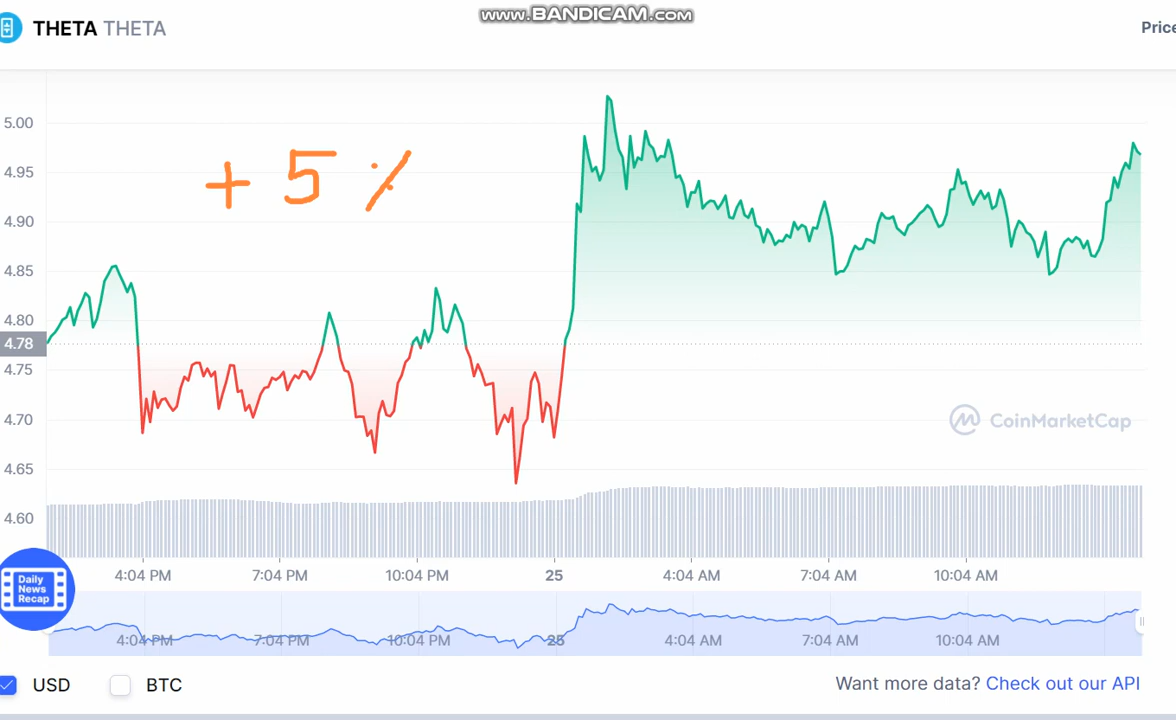 www.BANDICAM.com
THETA THETA
Price
+ 5 %
5.00
4.95
4.90
4.85
4.80
4.78
4.75
4.70
4.65
4.60
CoinMarketCap
Daily
News
Recap
4:04 PM 7:04 PM 10:04 PM 25 4:04 AM 7:04 AM 10:04 AM
4:04 PM 7:04 PM 10:04 PM 25 4:04 AM 7:04 AM 10:04 AM
USD BTC
Want more data? Check out our API